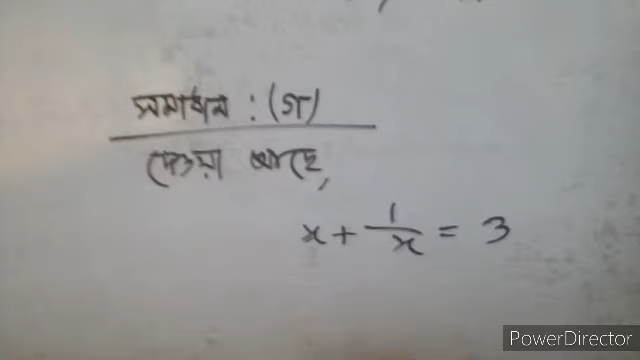 সমাধান : (গ)
দেওয়া আছে,
x + 1/x = 3
PowerDirector